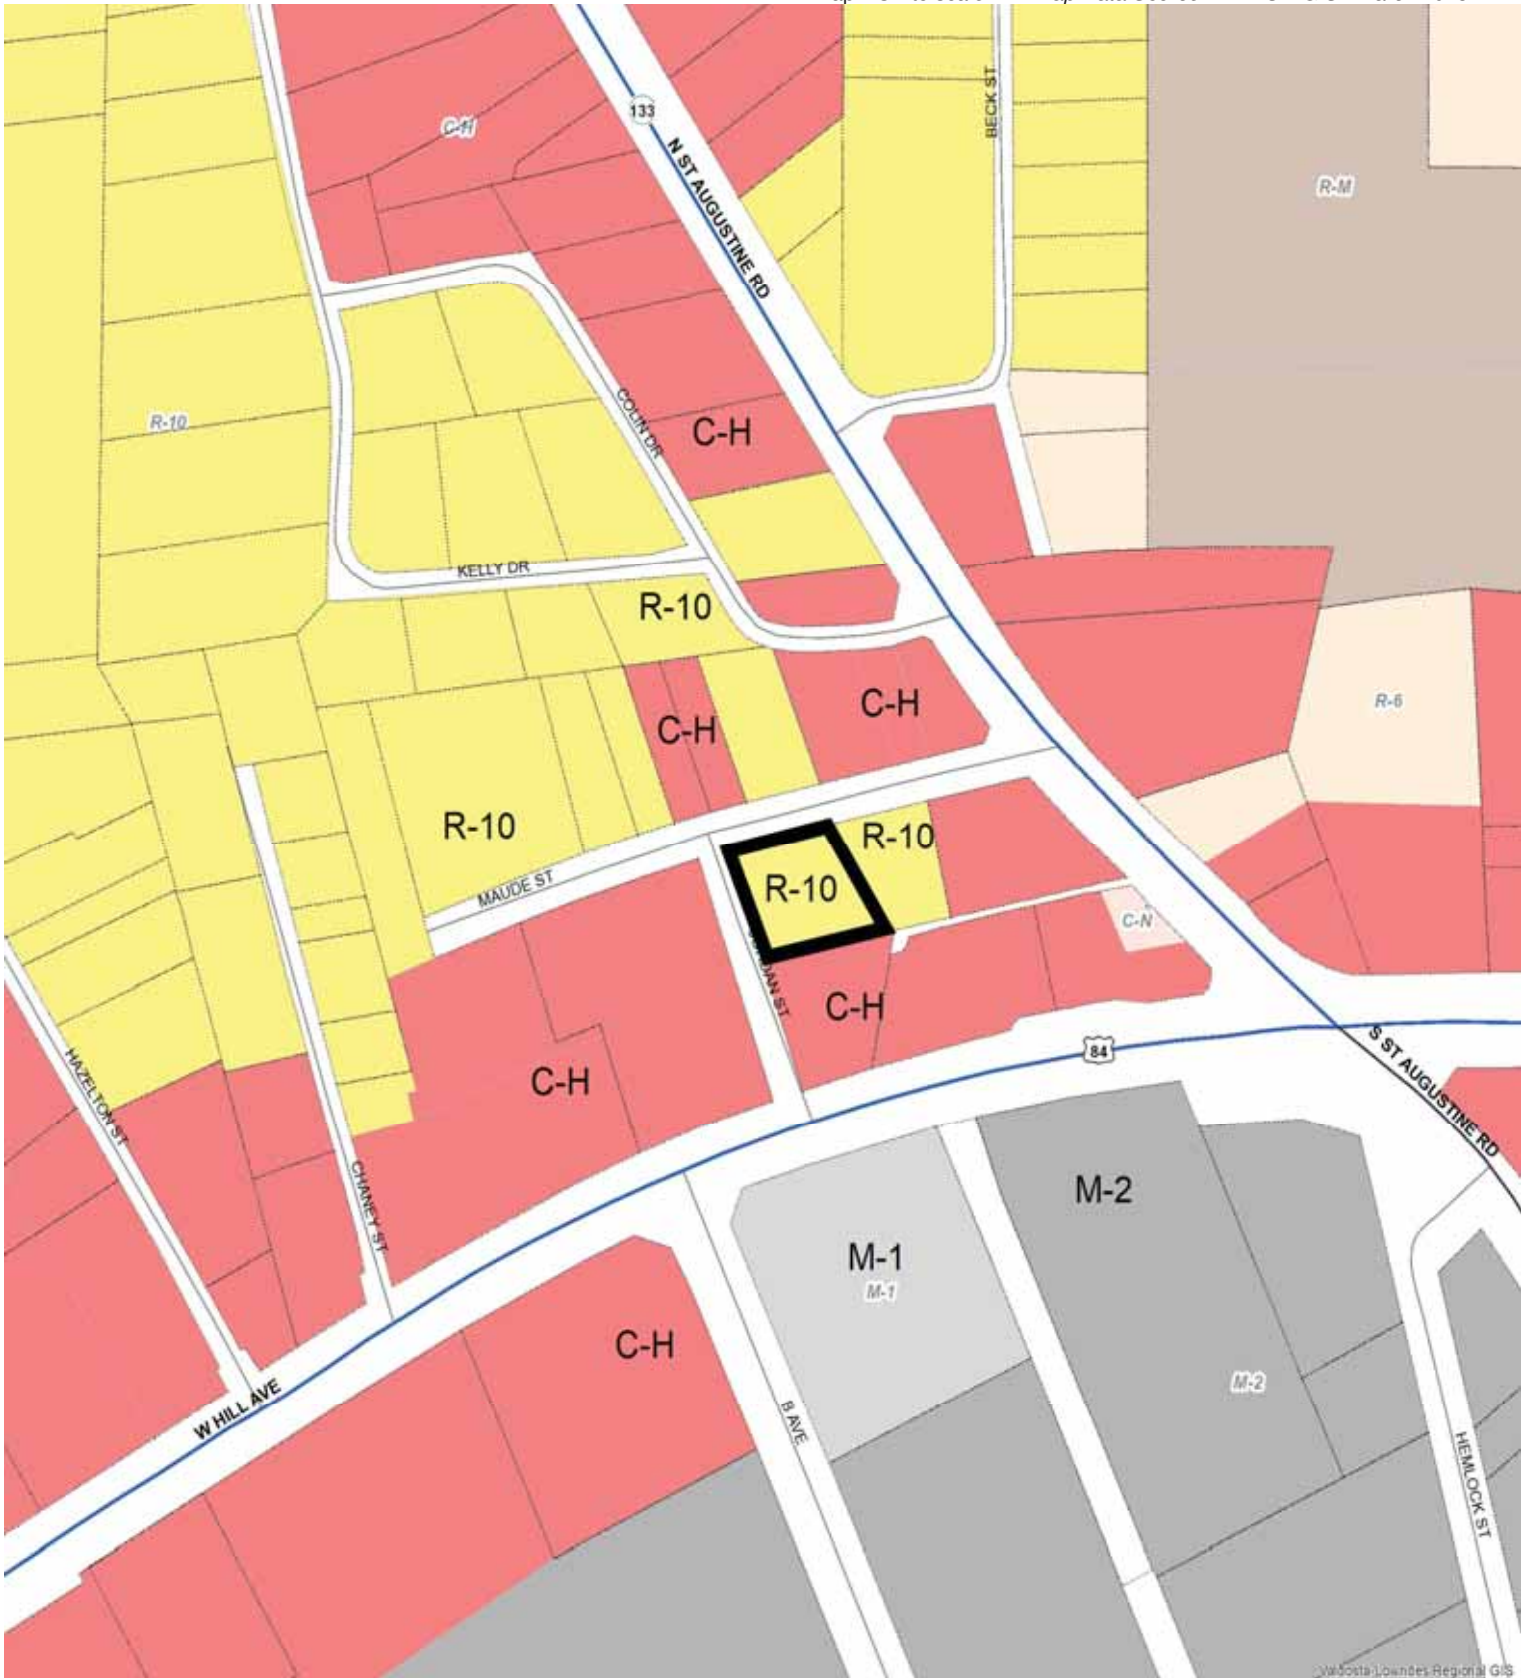 133
BECK ST
C-H
N ST AUGUSTINE RD
R-M
R-10
COLIN DR
C-H
KELLY DR
R-10
C-H
C-H
R-6
R-10
R-10
MAUDE ST
R-10
C-N
C-H
84
S ST AUGUSTINE RD
HAZELTON ST
C-H
CHANEY ST
M-2
M-1
M-1
C-H
M-2
W HILL AVE
B AVE
HEMLOCK ST
Valdosta-Lowndes Regional GIS